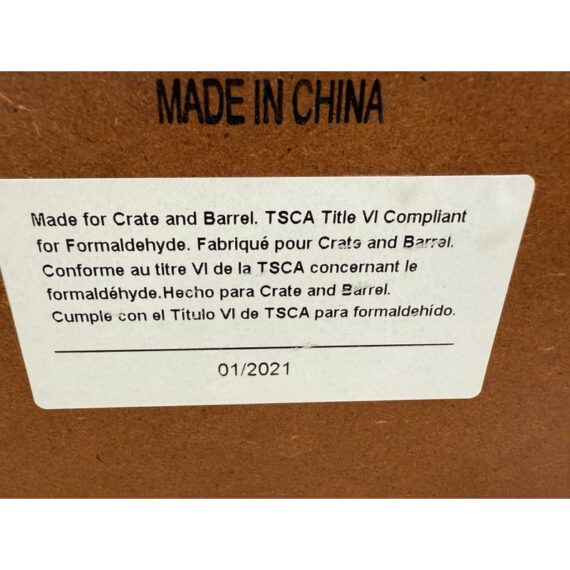 MADE IN CHINA
Made for Crate and Barrel. TSCA Title VI Compliant
for Formaldehyde. Fabriqué pour Crate and Barrel.
Conforme au titre VI de la TSCA concernant le
formaldéhyde.Hecho para Crate and Barrel.
Cumple con el Título VI de TSCA para formaldehído.
01/2021